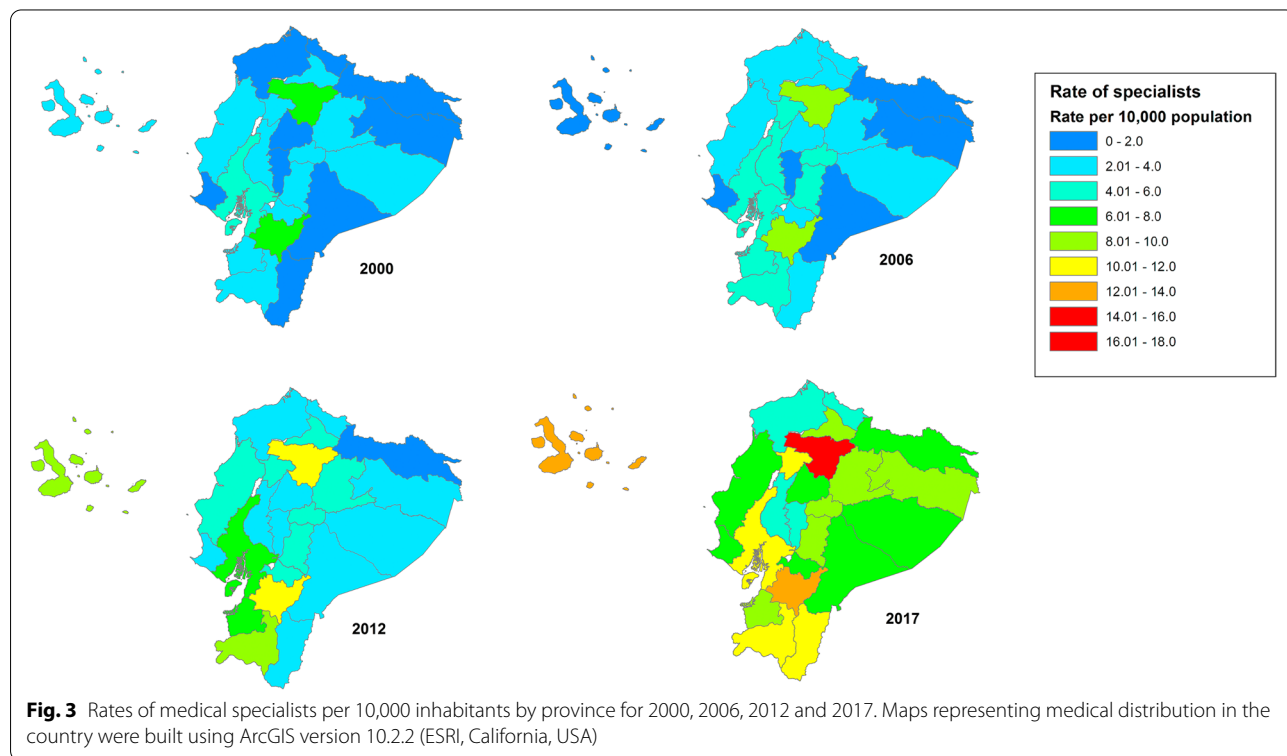 2000
2006
Rate of specialists
Rate per 10,000 population
0 - 2.0
2.01 - 4.0
4.01 - 6.0
6.01 - 8.0
8.01 - 10.0
10.01 - 12.0
12.01 - 14.0
14.01 - 16.0
16.01 - 18.0
2012
2017
Fig. 3 Rates of medical specialists per 10,000 inhabitants by province for 2000, 2006, 2012 and 2017. Maps representing medical distribution in the
country were built using ArcGIS version 10.2.2 (ESRI, California, USA)